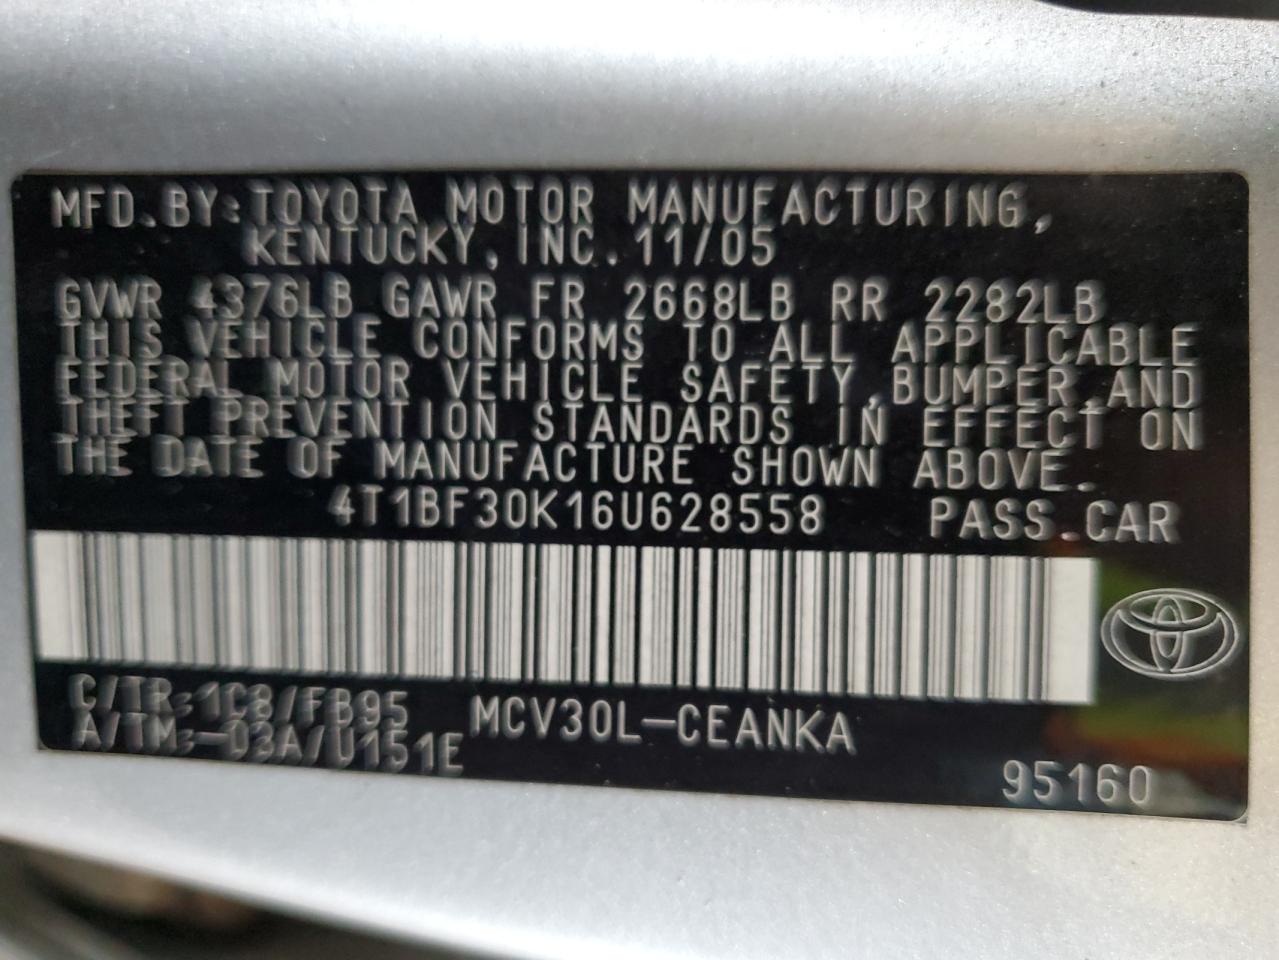 MFD.BY:TOYOTA MOTOR MANUFACTURING,
KENTUCKY,INC.11/05
GVWR 4376LB GAWR FR 2668LB RR 2282LB
THIS VEHICLE CONFORMS TO ALL APPLICABLE
FEDERAL MOTOR VEHICLE SAFETY,BUMPER,AND
THEFT PREVENTION STANDARDS IN EFFECT ON
THE DATE OF MANUFACTURE SHOWN ABOVE.
4T1BF30K16U628558 PASS.CAR
C/TR:1C8/FB95 MCV30L-CEANKA
A/TM:-03A/U151E
95160